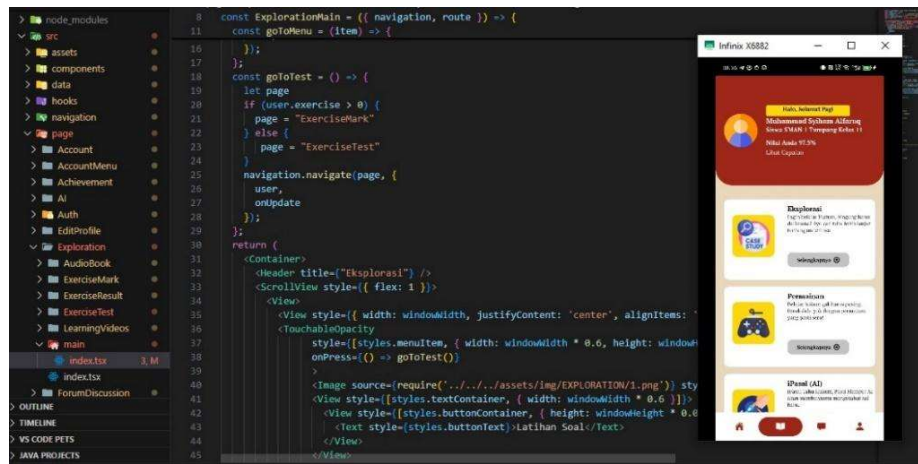 node_modules
src
assets
components
data
hooks
navigation
page
Account
AccountMenu
Achievement
AI
Auth
EditProfile
Exploration
AudioBook
ExerciseMark
ExerciseResult
ExerciseTest
LearningVideos
main
index.tsx 3, M
index.tsx
ForumDiscussion
OUTLINE
TIMELINE
VS CODE PETS
JAVA PROJECTS
8 const ExplorationMain = ({ navigation, route }) => {
11 const goToMenu = (item) => {
16 });
17 };
18 const goToTest = () => {
19 let page
20 if (user.exercise > 0) {
21 page = "ExerciseMark"
22 } else {
23 page = "ExerciseTest"
24 }
25 navigation.navigate(page, {
26 user,
27 onUpdate
28 });
29 };
30 return (
31 <Container>
32 <Header title={"Eksplorasi"} />
33 <ScrollView style={{ flex: 1 }}>
34 <View>
35 <View style={{ width: windowWidth, justifyContent: 'center', alignItems: '
36 <TouchableOpacity
37 style={[styles.menuItem, { width: windowWidth * 0.6, height: windowH
38 onPress={() => goToTest()}
39 >
40 <Image source={require('../../../assets/img/EXPLORATION/1.png')} sty
41 <View style={[styles.textContainer, { width: windowWidth * 0.6 }]}>
42 <View style={[styles.buttonContainer, { height: windowHeight * 0.0
43 <Text style={styles.buttonText}>Latihan Soal</Text>
44 </View>
45 </View>
Infinix X6882
Halo, Selamat Pagi
Muhammad Syihem Alfaruq
Siswa SMAN 1 Tumpang Kelas 11
Nilai Anda 97.5%
Lihat Capaian
Eksplorasi
CASE
STUDY
Selengkapnya
Permainan
Selengkapnya
iPasal (AI)